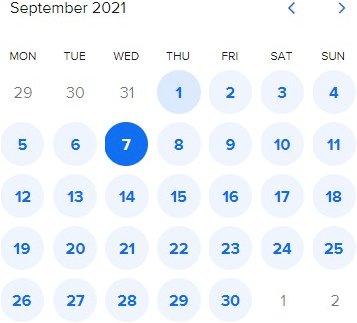 September 2021
MON TUE WED THU FRI SAT SUN
29 30 31 1 2 3 4
5 6 7 8 9 10 11
12 13 14 15 16 17 18
19 20 21 22 23 24 25
26 27 28 29 30 1 2